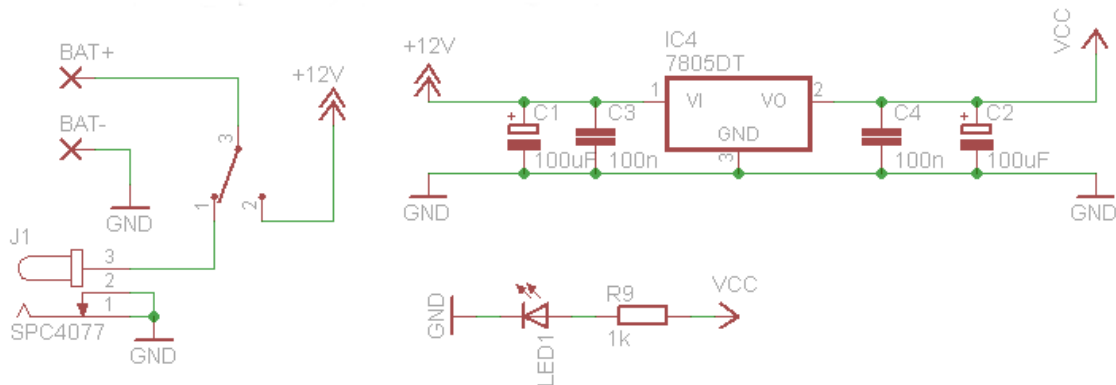 BAT+
+12V
BAT-
3
1
2
GND
J1
3
2
1
SPC4077
GND
+12V
IC4
7805DT
VCC
1
VI
VO
2
GND
3
+
C1
100uF
C3
100n
C4
100n
+
C2
100uF
GND
GND
GND
LED1
R9
1k
VCC